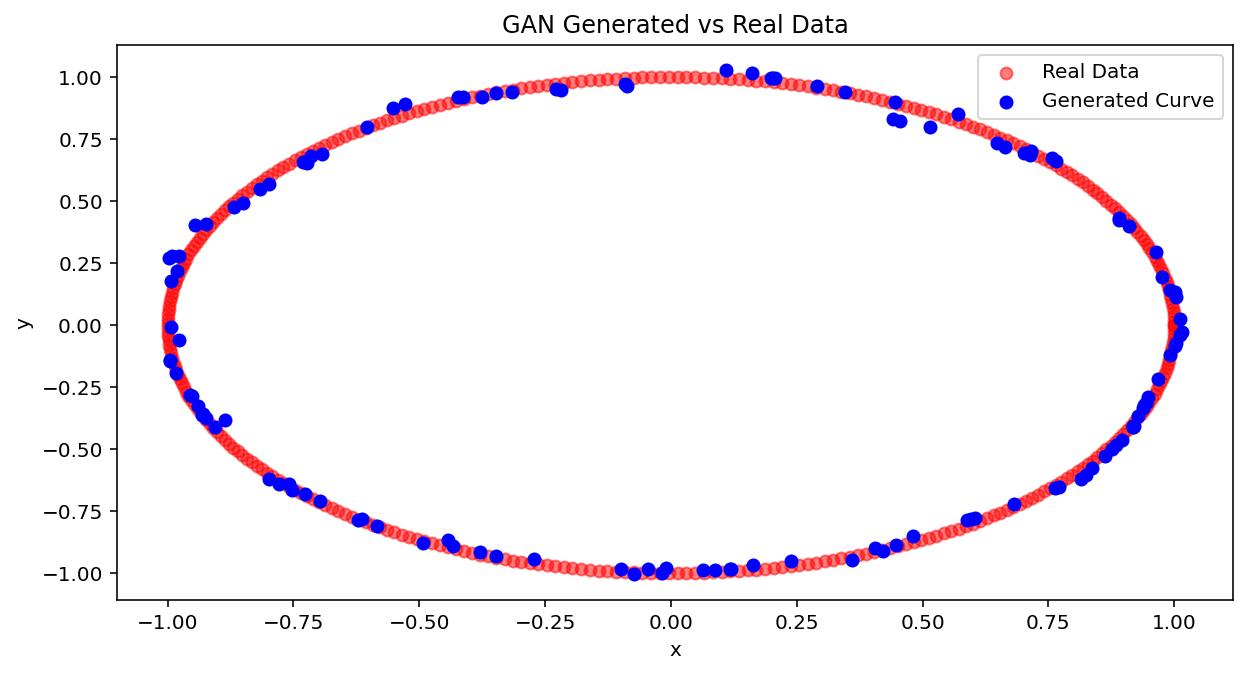 GAN Generated vs Real Data
Real Data
Generated Curve
1.00
0.75
0.50
0.25
0.00
−0.25
−0.50
−0.75
−1.00
y
−1.00 −0.75 −0.50 −0.25 0.00 0.25 0.50 0.75 1.00
x